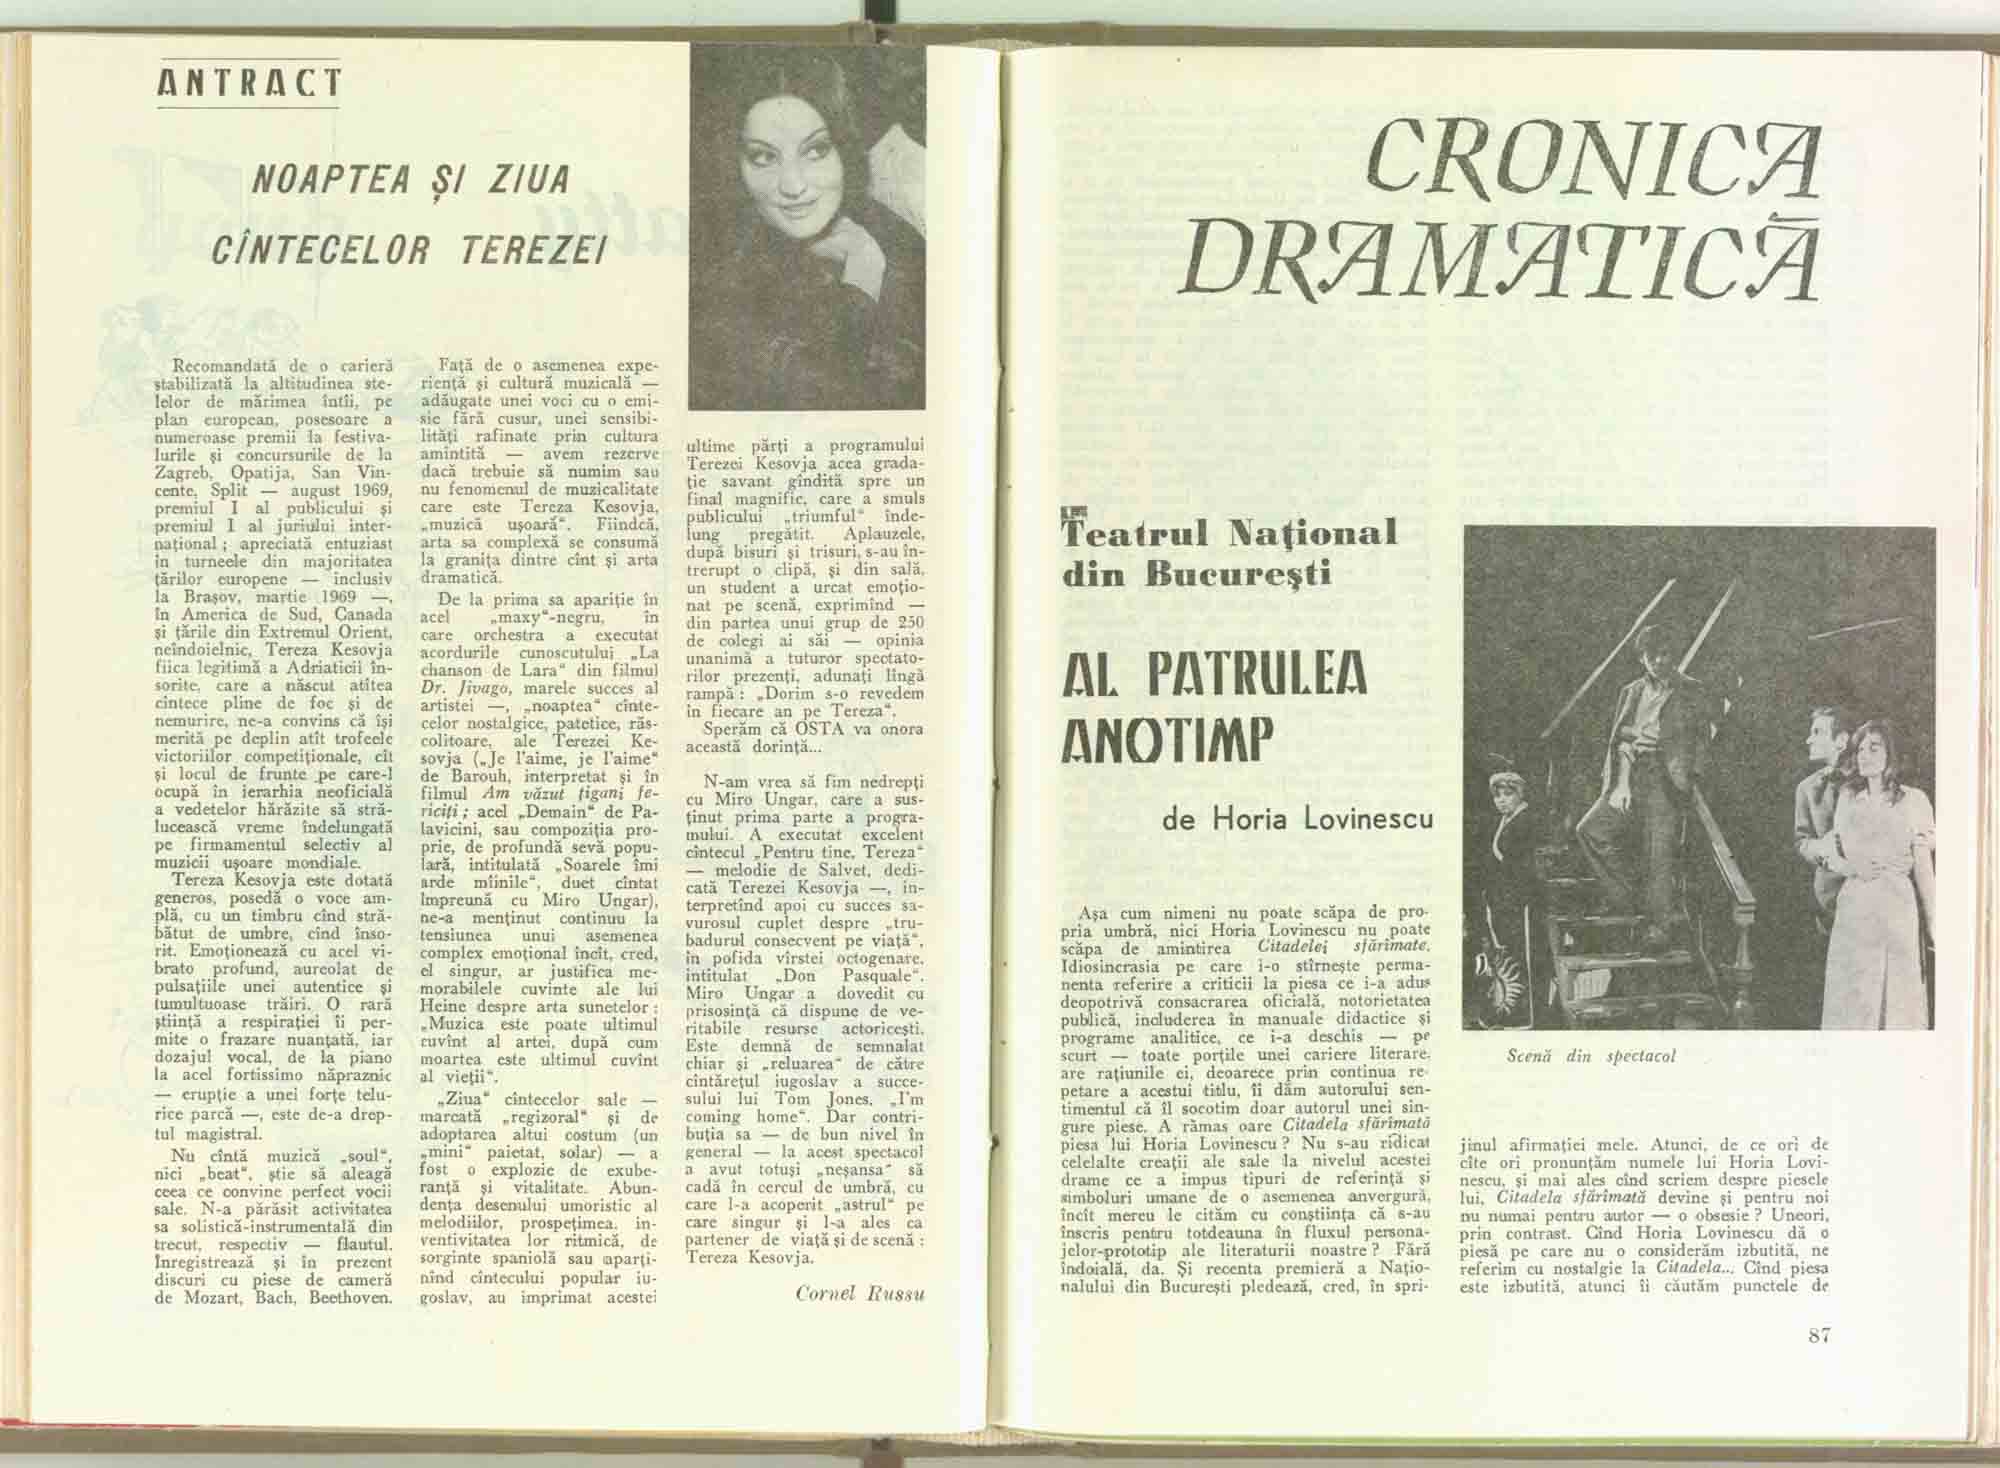 ANTRACT
NOAPTEA ȘI ZIUA
CÎNTECELOR TEREZEI
Recomandată de o carieră
stabilizată la altitudinea ste-
lelor de mărimea întîi, pe
plan european, posesoare a
numeroase premii la festiva-
lurile și concursurile de la
Zagreb, Opatija, San Vin-
cente, Split — august 1969,
premiul I al publicului și
premiul I al juriului inter-
național ; apreciată entuziast
in turneele din majoritatea
țărilor europene — inclusiv
la Brașov, martie 1969 —,
în America de Sud, Canada
și țările din Extremul Orient,
neîndoielnic, Tereza Kesovja
fiica legitimă a Adriaticii în-
sorite, care a născut atîtea
cîntece pline de foc și de
nemurire, ne-a convins că își
merită pe deplin atît trofeele
victoriilor competiționale, cît
și locul de frunte pe care-l
ocupă în ierarhia neoficială
a vedetelor hărăzite să stră-
lucească vreme îndelungată
pe firmamentul selectiv al
muzicii ușoare mondiale.
Tereza Kesovja este dotată
generos, posedă o voce am-
plă, cu un timbru cînd stră-
bătut de umbre, cînd înso-
rit. Emoționează cu acel vi-
brato profund, aureolat de
pulsațiile unei autentice și
tumultuoase trăiri. O rară
știință a respirației îi per-
mite o frazare nuanțată, iar
dozajul vocal, de la piano
la acel fortissimo năpraznic
— erupție a unei forțe telu-
rice parcă —, este de-a drep-
tul magistral.
Nu cîntă muzică „soul“,
nici „beat“, știe să aleagă
ceea ce convine perfect vocii
sale. N-a părăsit activitatea
sa solistică-instrumentală din
trecut, respectiv — flautul.
Înregistrează și în prezent
discuri cu piese de cameră
de Mozart, Bach, Beethoven.
Față de o asemenea expe-
riență și cultură muzicală —
adăugate unei voci cu o emi-
sie fără cusur, unei sensibi-
lități rafinate prin cultura
amintită — avem rezerve
dacă trebuie să numim sau
nu fenomenul de muzicalitate
care este Tereza Kesovja,
„muzică ușoară“. Fiindcă,
arta sa complexă se consumă
la granița dintre cînt și arta
dramatică.
De la prima sa apariție în
acel „maxy“-negru, în
care orchestra a executat
acordurile cunoscutului „La
chanson de Lara“ din filmul
Dr. Jivago, marele succes al
artistei —, „noaptea“ cînte-
celor nostalgice, patetice, răs-
colitoare, ale Terezei Ke-
sovja („Je l'aime, je l'aime“
de Barouh, interpretat și în
filmul Am văzut țigani fe-
riciți ; acel „Demain“ de Pa-
lavicini, sau compoziția pro-
prie, de profundă sevă popu-
lară, intitulată „Soarele îmi
arde mîinile“, duet cîntat
împreună cu Miro Ungar),
ne-a menținut continuu la
tensiunea unui asemenea
complex emoțional încît, cred,
el singur, ar justifica me-
morabilele cuvinte ale lui
Heine despre arta sunetelor :
„Muzica este poate ultimul
cuvînt al artei, după cum
moartea este ultimul cuvînt
al vieții“.
„Ziua“ cîntecelor sale —
marcată „regizoral“ și de
adoptarea altui costum (un
„mini“ paietat, solar) — a
fost o explozie de exube-
ranță și vitalitate. Abun-
dența desenului umoristic al
melodiilor, prospețimea, in-
ventivitatea lor ritmică, de
sorginte spaniolă sau aparți-
nînd cîntecului popular iu-
goslav, au imprimat acestei
ultime părți a programului
Terezei Kesovja acea grada-
ție savant gîndită spre un
final magnific, care a smuls
publicului „triumful“ înde-
lung pregătit. Aplauzele,
după bisuri și trisuri, s-au în-
trerupt o clipă, și din sală,
un student a urcat emoțio-
nat pe scenă, exprimînd —
din partea unui grup de 250
de colegi ai săi — opinia
unanimă a tuturor spectato-
rilor prezenți, adunați lîngă
rampă : „Dorim s-o revedem
în fiecare an pe Tereza“.
Sperăm că OSTA va onora
această dorință...
N-am vrea să fim nedrepți
cu Miro Ungar, care a sus-
ținut prima parte a progra-
mului. A executat excelent
cîntecul „Pentru tine, Tereza“
— melodie de Salvet, dedi-
cată Terezei Kesovja —, in-
terpretînd apoi cu succes sa-
vurosul cuplet despre „tru-
badurul consecvent pe viață“,
în pofida vîrstei octogenare,
intitulat „Don Pasquale“.
Miro Ungar a dovedit cu
prisosință că dispune de ve-
ritabile resurse actoricești.
Este demnă de semnalat
chiar și „reluarea“ de către
cîntărețul iugoslav a succe-
sului lui Tom Jones, „I'm
coming home“. Dar contri-
buția sa — de bun nivel în
general — la acest spectacol
a avut totuși „neșansa“ să
cadă în cercul de umbră, cu
care l-a acoperit „astrul“ pe
care singur și l-a ales ca
partener de viață și de scenă :
Tereza Kesovja.
Cornel Russu
CRONICA
DRAMATICĂ
Teatrul Național
din București
AL PATRULEA
ANOTIMP
de Horia Lovinescu
Așa cum nimeni nu poate scăpa de pro-
pria umbră, nici Horia Lovinescu nu poate
scăpa de amintirea Citadelei sfărîmate.
Idiosincrasia pe care i-o stîrnește perma-
nenta referire a criticii la piesa ce i-a adus
deopotrivă consacrarea oficială, notorietatea
publică, includerea în manuale didactice și
programe analitice, ce i-a deschis — pe
scurt — toate porțile unei cariere literare,
are rațiunile ei, deoarece prin continua re-
petare a acestui titlu, îi dăm autorului sen-
timentul că îl socotim doar autorul unei sin-
gure piese. A rămas oare Citadela sfărîmată
piesa lui Horia Lovinescu ? Nu s-au ridicat
celelalte creații ale sale la nivelul acestei
drame ce a impus tipuri de referință și
simboluri umane de o asemenea anvergură,
încît mereu le cităm cu conștiința că s-au
înscris pentru totdeauna în fluxul persona-
jelor-prototip ale literaturii noastre ? Fără
îndoială, da. Și recenta premieră a Națio-
nalului din București pledează, cred, în spri-
Scenă din spectacol
jinul afirmației mele. Atunci, de ce ori de
cîte ori pronunțăm numele lui Horia Lovi-
nescu, și mai ales cînd scriem despre piesele
lui, Citadela sfărîmată devine și pentru noi
nu numai pentru autor — o obsesie ? Uneori,
prin contrast. Cînd Horia Lovinescu dă o
piesă pe care nu o considerăm izbutită, ne
referim cu nostalgie la Citadela... Cînd piesa
este izbutită, atunci îi căutăm punctele de
87